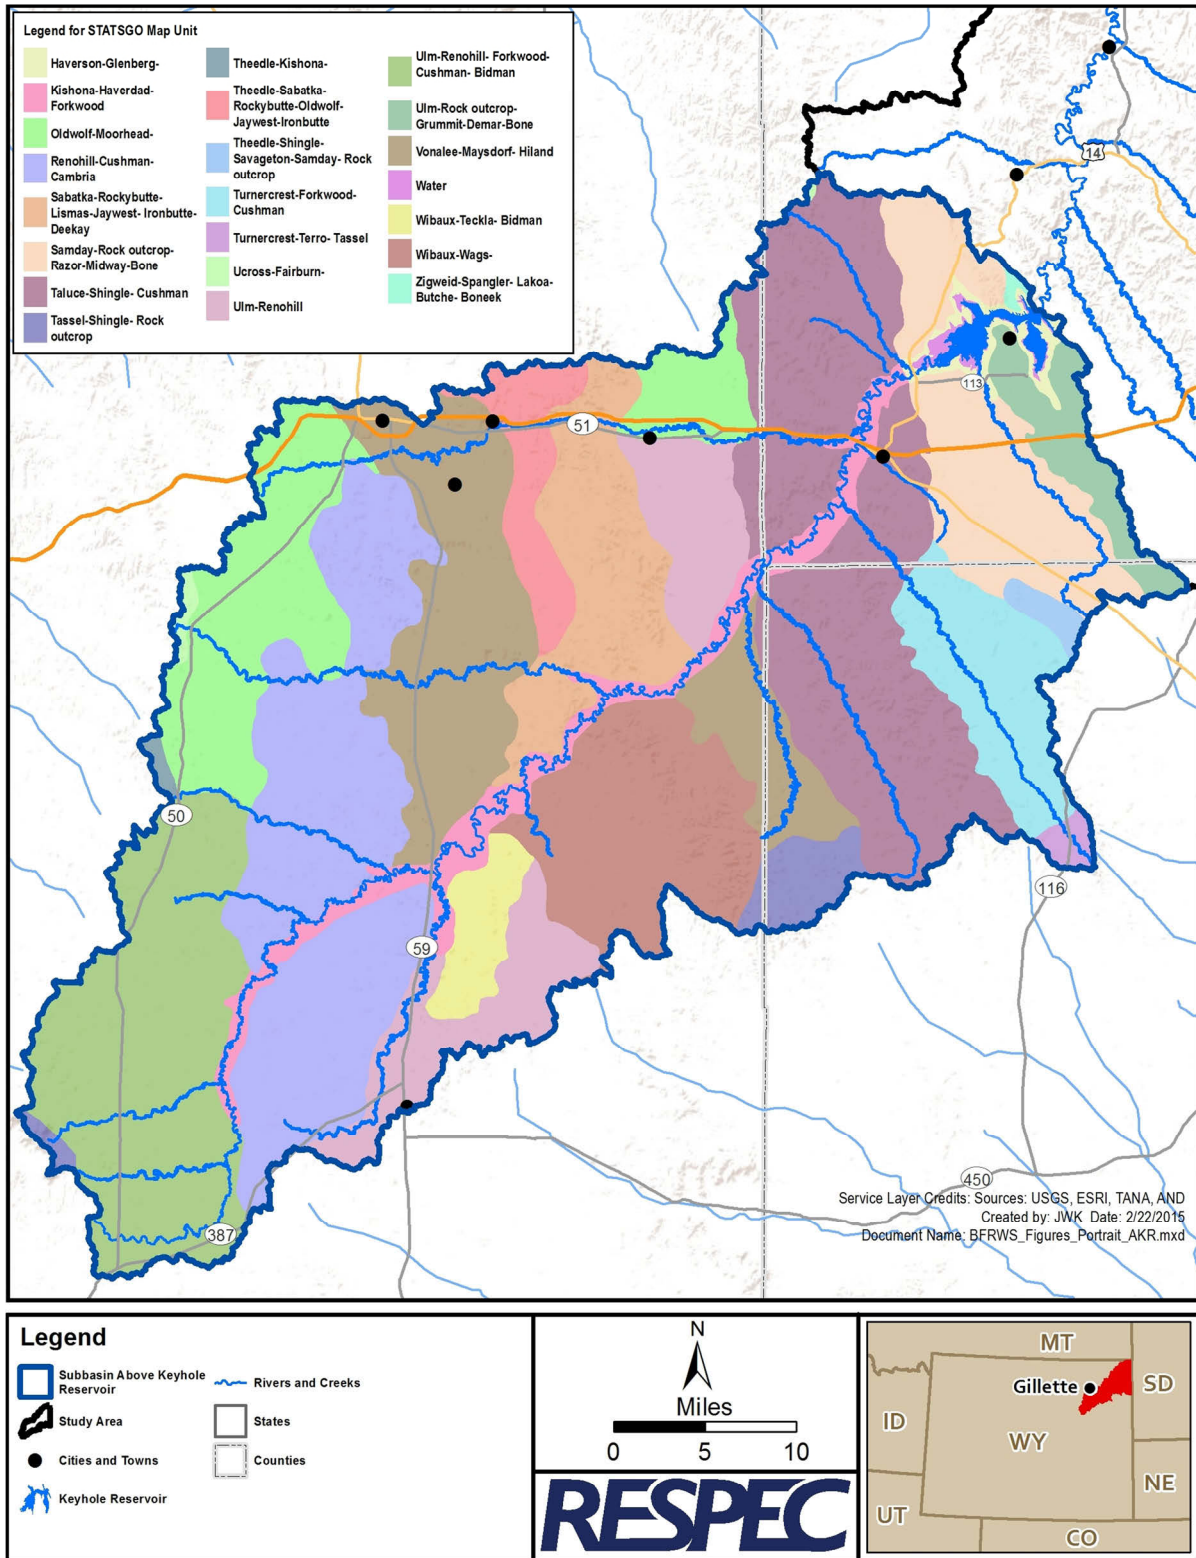 Legend for STATSGO Map Unit
Haverson-Glenberg-
Kishona-Haverdad-
Forkwood
Oldwolf-Moorhead-
Renohill-Cushman-
Cambria
Sabatka-Rockybutte-
Lismas-Jaywest- Ironbutte-
Deekay
Samday-Rock outcrop-
Razor-Midway-Bone
Taluce-Shingle- Cushman
Tassel-Shingle- Rock
outcrop
Theedle-Kishona-
Theedle-Sabatka-
Rockybutte-Oldwolf-
Jaywest-Ironbutte
Theedle-Shingle-
Savageton-Samday- Rock
outcrop
Turnercrest-Forkwood-
Cushman
Turnercrest-Terro- Tassel
Ucross-Fairburn-
Ulm-Renohill
Ulm-Renohill- Forkwood-
Cushman- Bidman
Ulm-Rock outcrop-
Grummit-Demar-Bone
Vonalee-Maysdorf- Hiland
Water
Wibaux-Teckla- Bidman
Wibaux-Wags-
Zigweid-Spangler- Lakoa-
Butche- Boneek
14
113
51
50
116
59
450
387
Service Layer Credits: Sources: USGS, ESRI, TANA, AND
Created by: JWK Date: 2/22/2015
Document Name: BFRWS_Figures_Portrait_AKR.mxd
Legend
Subbasin Above Keyhole
Reservoir
Study Area
Cities and Towns
Keyhole Reservoir
Rivers and Creeks
States
Counties
N
Miles
0 5 10
RESPEC
MT
Gillette
SD
ID
WY
NE
UT
CO